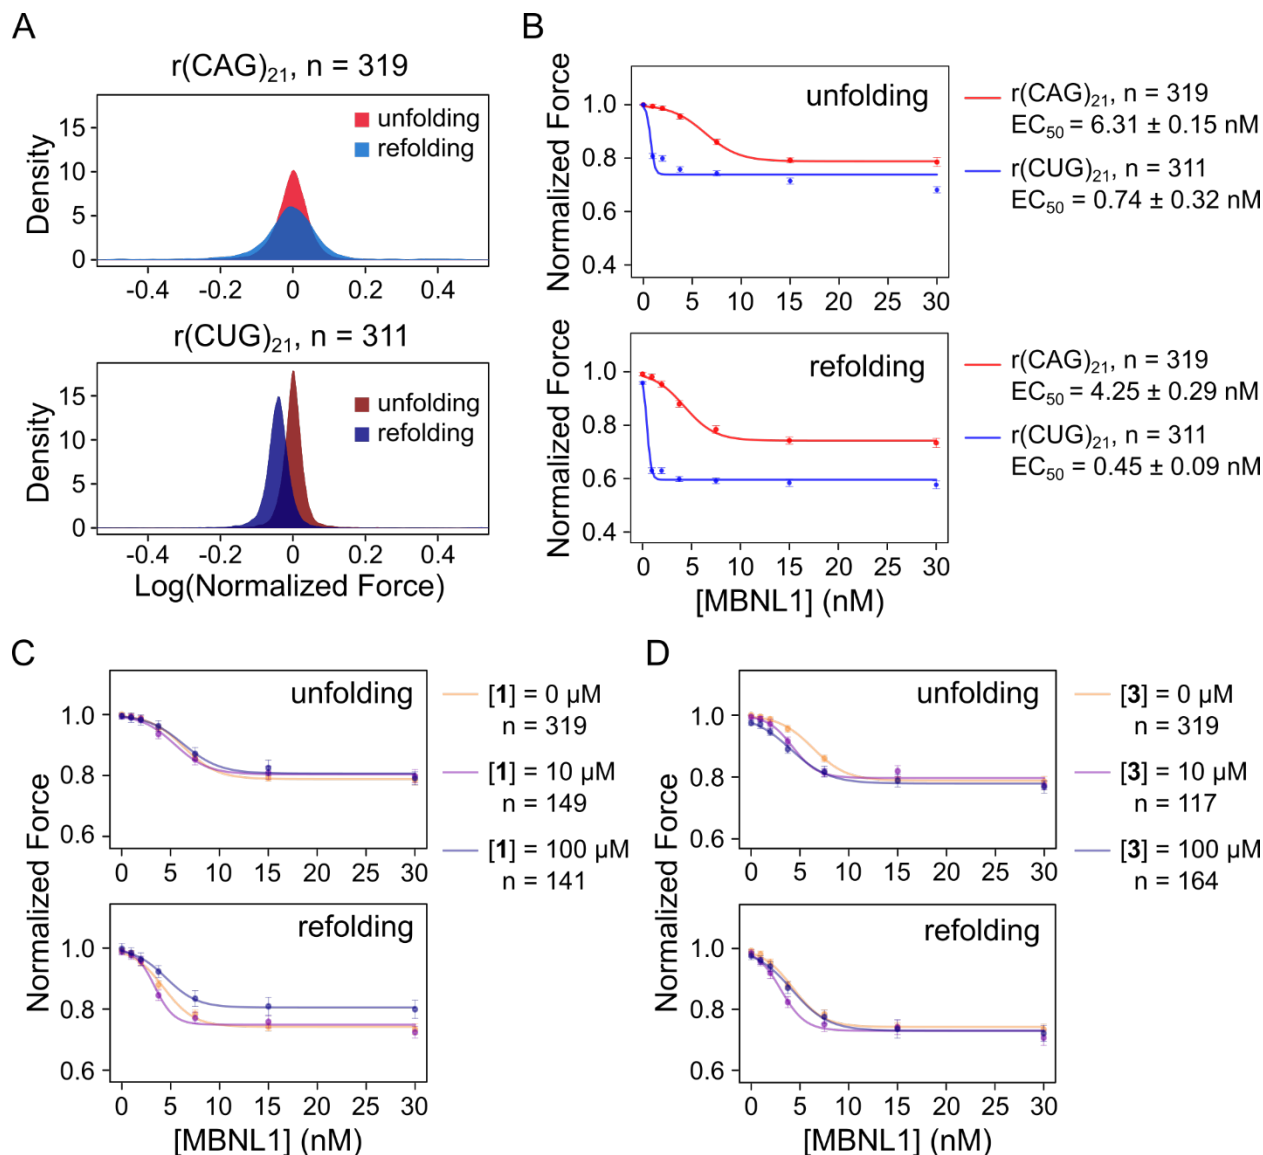 A
r(CAG)21, n = 319
Density
15
10
5
0
unfolding
refolding
-0.4 -0.2 0 0.2 0.4
r(CUG)21, n = 311
Density
15
10
5
0
unfolding
refolding
-0.4 -0.2 0 0.2 0.4
Log(Normalized Force)
B
Normalized Force
1.0
0.8
0.6
0.4
unfolding
0 5 10 15 20 25 30
r(CAG)21, n = 319
EC50 = 6.31 ± 0.15 nM
r(CUG)21, n = 311
EC50 = 0.74 ± 0.32 nM
Normalized Force
1.0
0.8
0.6
0.4
refolding
0 5 10 15 20 25 30
[MBNL1] (nM)
r(CAG)21, n = 319
EC50 = 4.25 ± 0.29 nM
r(CUG)21, n = 311
EC50 = 0.45 ± 0.09 nM
C
Normalized Force
1.0
0.8
0.6
unfolding
0 5 10 15 20 25 30
[1] = 0 µM
n = 319
[1] = 10 µM
n = 149
[1] = 100 µM
n = 141
1.0
0.8
0.6
refolding
0 5 10 15 20 25 30
[MBNL1] (nM)
D
Normalized Force
1.0
0.8
0.6
unfolding
0 5 10 15 20 25 30
[3] = 0 µM
n = 319
[3] = 10 µM
n = 117
[3] = 100 µM
n = 164
1.0
0.8
0.6
refolding
0 5 10 15 20 25 30
[MBNL1] (nM)